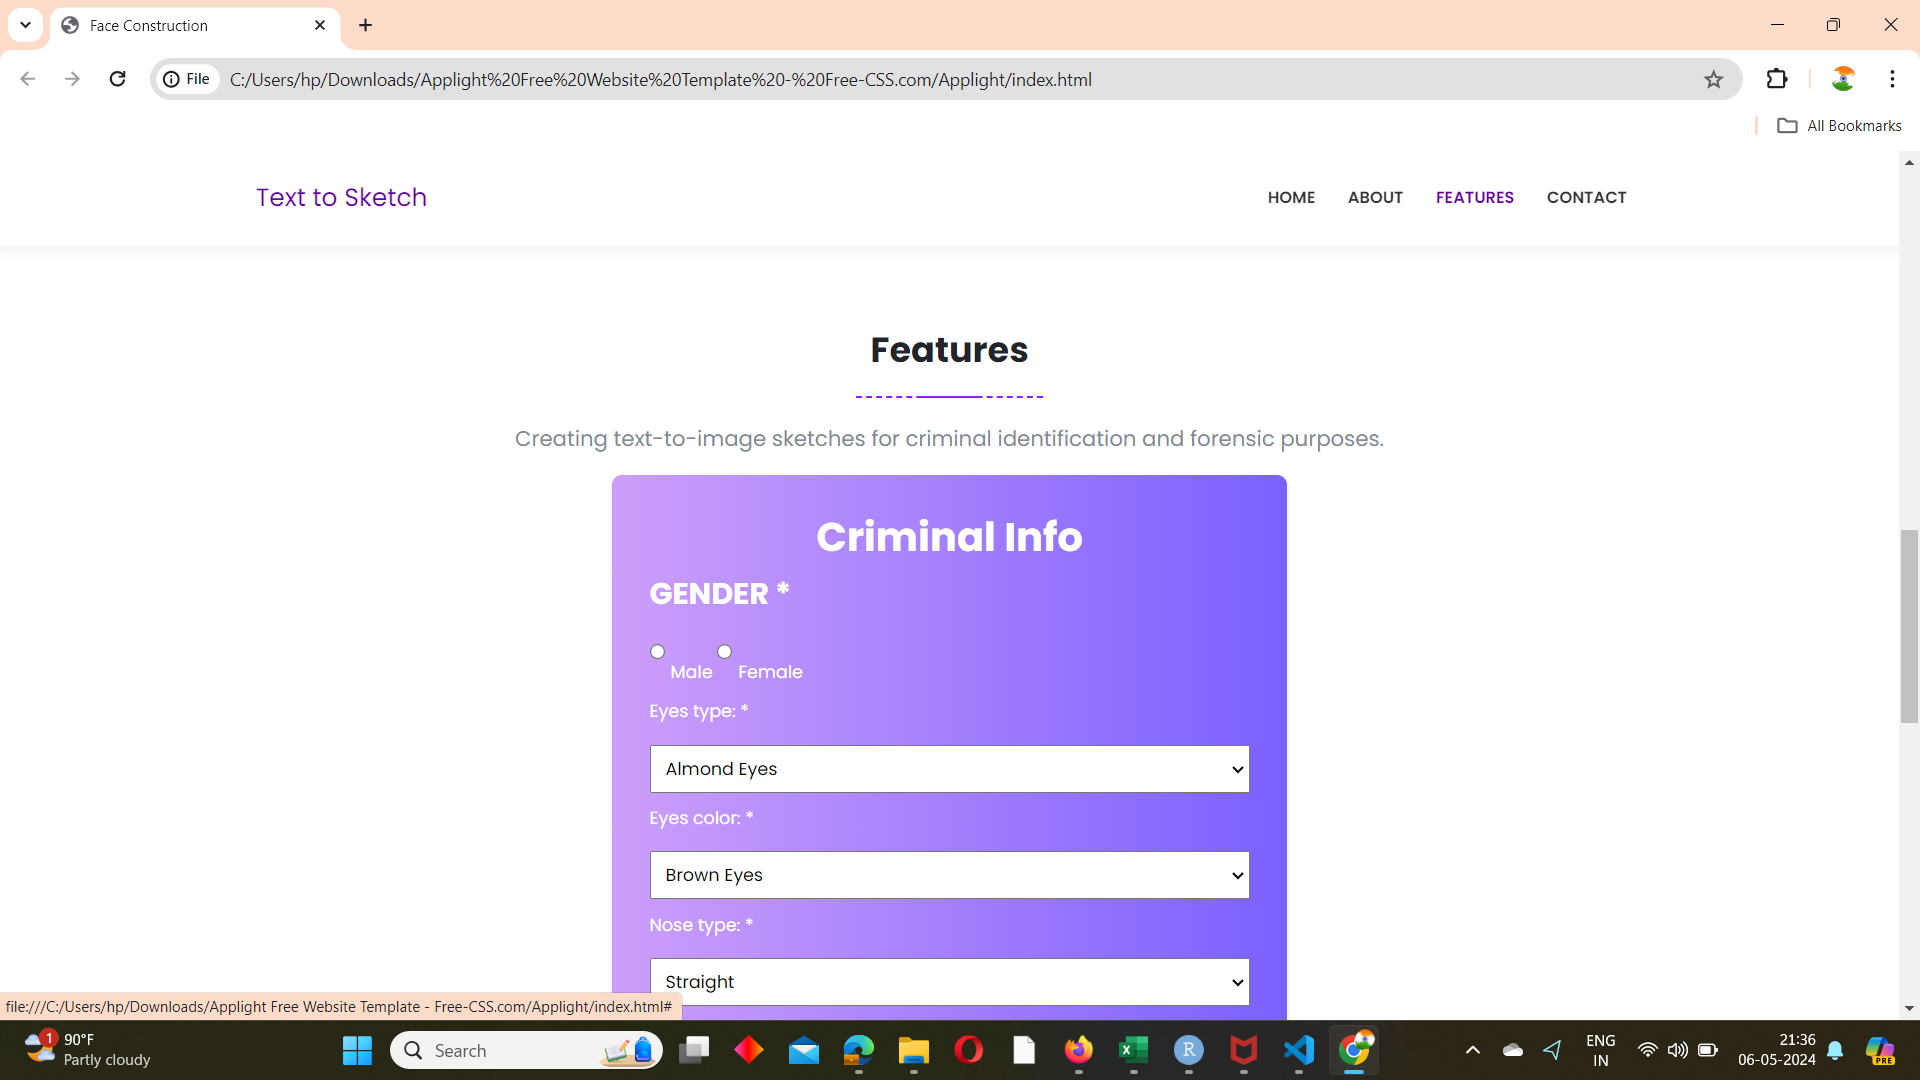 Face Construction
File C:/Users/hp/Downloads/Applight%20Free%20Website%20Template%20-%20Free-CSS.com/Applight/index.html
All Bookmarks
Text to Sketch HOME ABOUT FEATURES CONTACT
Features
Creating text-to-image sketches for criminal identification and forensic purposes.
Criminal Info
GENDER *
Male Female
Eyes type: *
Almond Eyes
Eyes color: *
Brown Eyes
Nose type: *
Straight
file:///C:/Users/hp/Downloads/Applight Free Website Template - Free-CSS.com/Applight/index.html#
1
90°F
Partly cloudy
Search
R
ENG
IN
21:36
06-05-2024
PRE